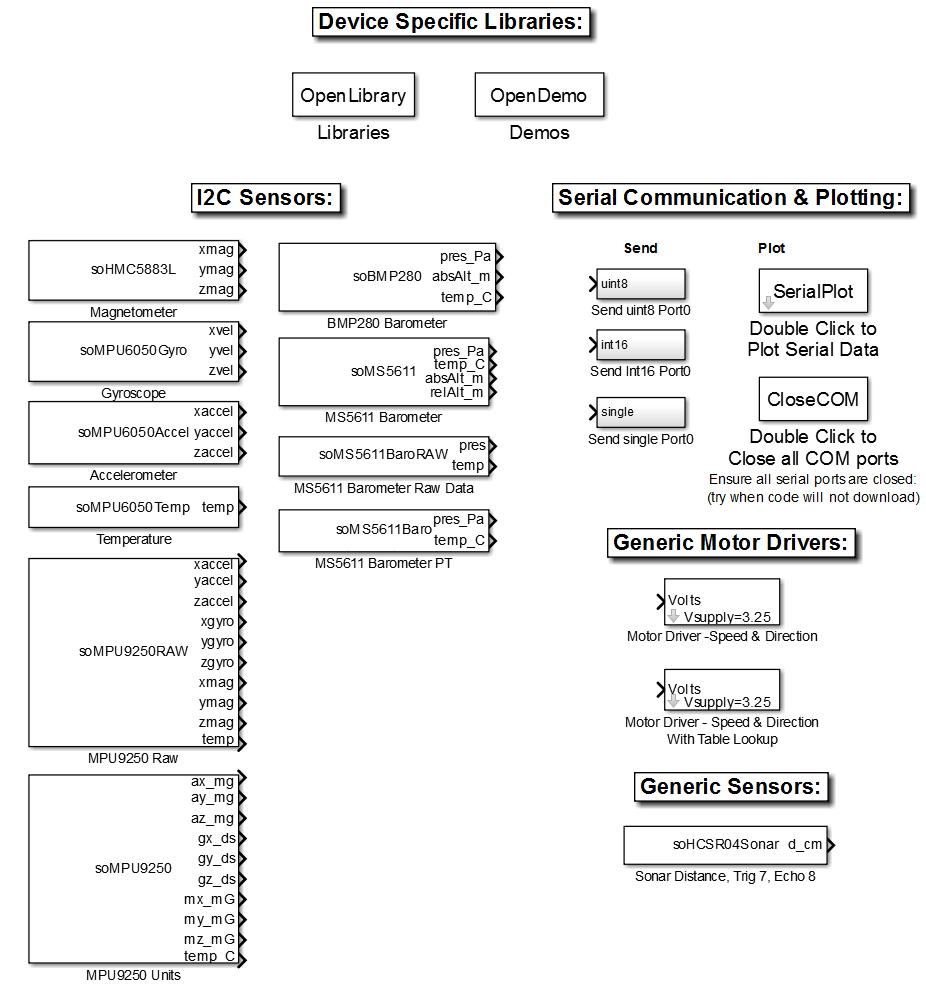 Device Specific Libraries:
OpenLibrary
Libraries
OpenDemo
Demos
I2C Sensors:
soHMC5883L
xmag
ymag
zmag
Magnetometer
soMPU6050Gyro
xvel
yvel
zvel
Gyroscope
soMPU6050Accel
xaccel
yaccel
zaccel
Accelerometer
soMPU6050Temp
temp
Temperature
soMPU9250RAW
xaccel
yaccel
zaccel
xgyro
ygyro
zgyro
xmag
ymag
zmag
temp
MPU9250 Raw
soMPU9250
ax_mg
ay_mg
az_mg
gx_ds
gy_ds
gz_ds
mx_mG
my_mG
mz_mG
temp_C
MPU9250 Units
soBMP280
pres_Pa
absAlt_m
temp_C
BMP280 Barometer
soMS5611
pres_Pa
temp_C
absAlt_m
relAlt_m
MS5611 Barometer
soMS5611BaroRAW
pres
temp
MS5611 Barometer Raw Data
soMS5611Baro
pres_Pa
temp_C
MS5611 Barometer PT
Serial Communication & Plotting:
Send
uint8
Send uint8 Port0
int16
Send Int16 Port0
single
Send single Port0
Plot
SerialPlot
Double Click to
Plot Serial Data
CloseCOM
Double Click to
Close all COM ports
Ensure all serial ports are closed:
(try when code will not download)
Generic Motor Drivers:
Volts
Vsupply=3.25
Motor Driver -Speed & Direction
Volts
Vsupply=3.25
Motor Driver - Speed & Direction
With Table Lookup
Generic Sensors:
soHCSR04Sonar
d_cm
Sonar Distance, Trig 7, Echo 8